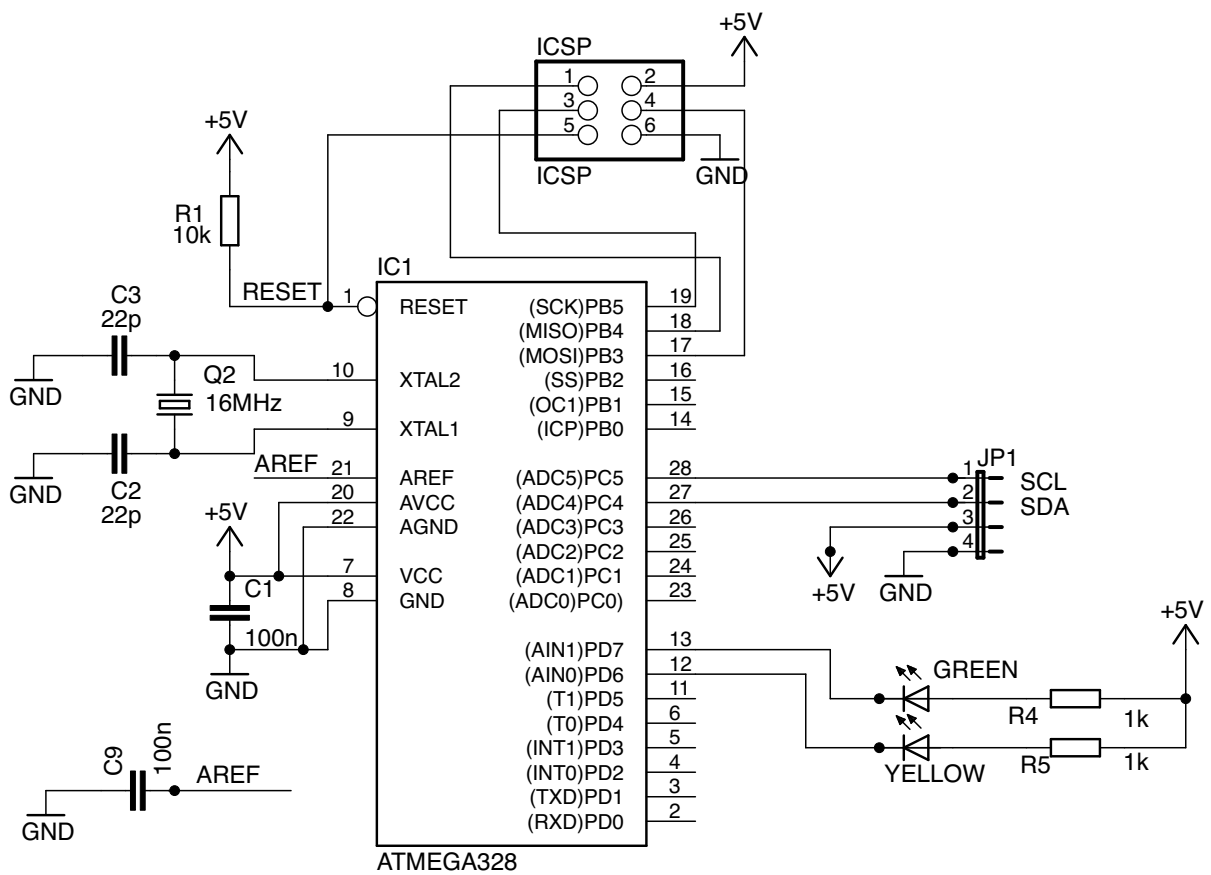 +5V
ICSP
1 2
3 4
5 6
ICSP
GND
+5V
R1
10k
RESET
IC1
C3
22p
GND
Q2
16MHz
GND
C2
22p
AREF
+5V
C1
100n
GND
1 RESET
10 XTAL2
9 XTAL1
21 AREF
20 AVCC
22 AGND
7 VCC
8 GND
(SCK)PB5 19
(MISO)PB4 18
(MOSI)PB3 17
(SS)PB2 16
(OC1)PB1 15
(ICP)PB0 14
(ADC5)PC5 28
(ADC4)PC4 27
(ADC3)PC3 26
(ADC2)PC2 25
(ADC1)PC1 24
(ADC0)PC0) 23
(AIN1)PD7 13
(AIN0)PD6 12
(T1)PD5 11
(T0)PD4 6
(INT1)PD3 5
(INT0)PD2 4
(TXD)PD1 3
(RXD)PD0 2
ATMEGA328
JP1
1 SCL
2 SDA
3
4
+5V
GND
+5V
GREEN
R4 1k
YELLOW
R5 1k
C9
100n
AREF
GND